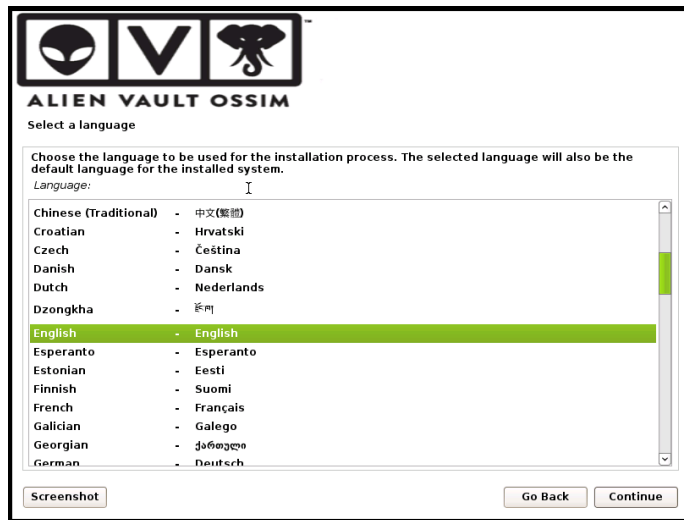 ™
ALIEN VAULT OSSIM
Select a language
Choose the language to be used for the installation process. The selected language will also be the
default language for the installed system.
Language:
Chinese (Traditional) - 中文(繁體)
Croatian - Hrvatski
Czech - Čeština
Danish - Dansk
Dutch - Nederlands
Dzongkha - རྫོང་ཁ།
English - English
Esperanto - Esperanto
Estonian - Eesti
Finnish - Suomi
French - Français
Galician - Galego
Georgian - ქართული
German - Deutsch
Screenshot Go Back Continue